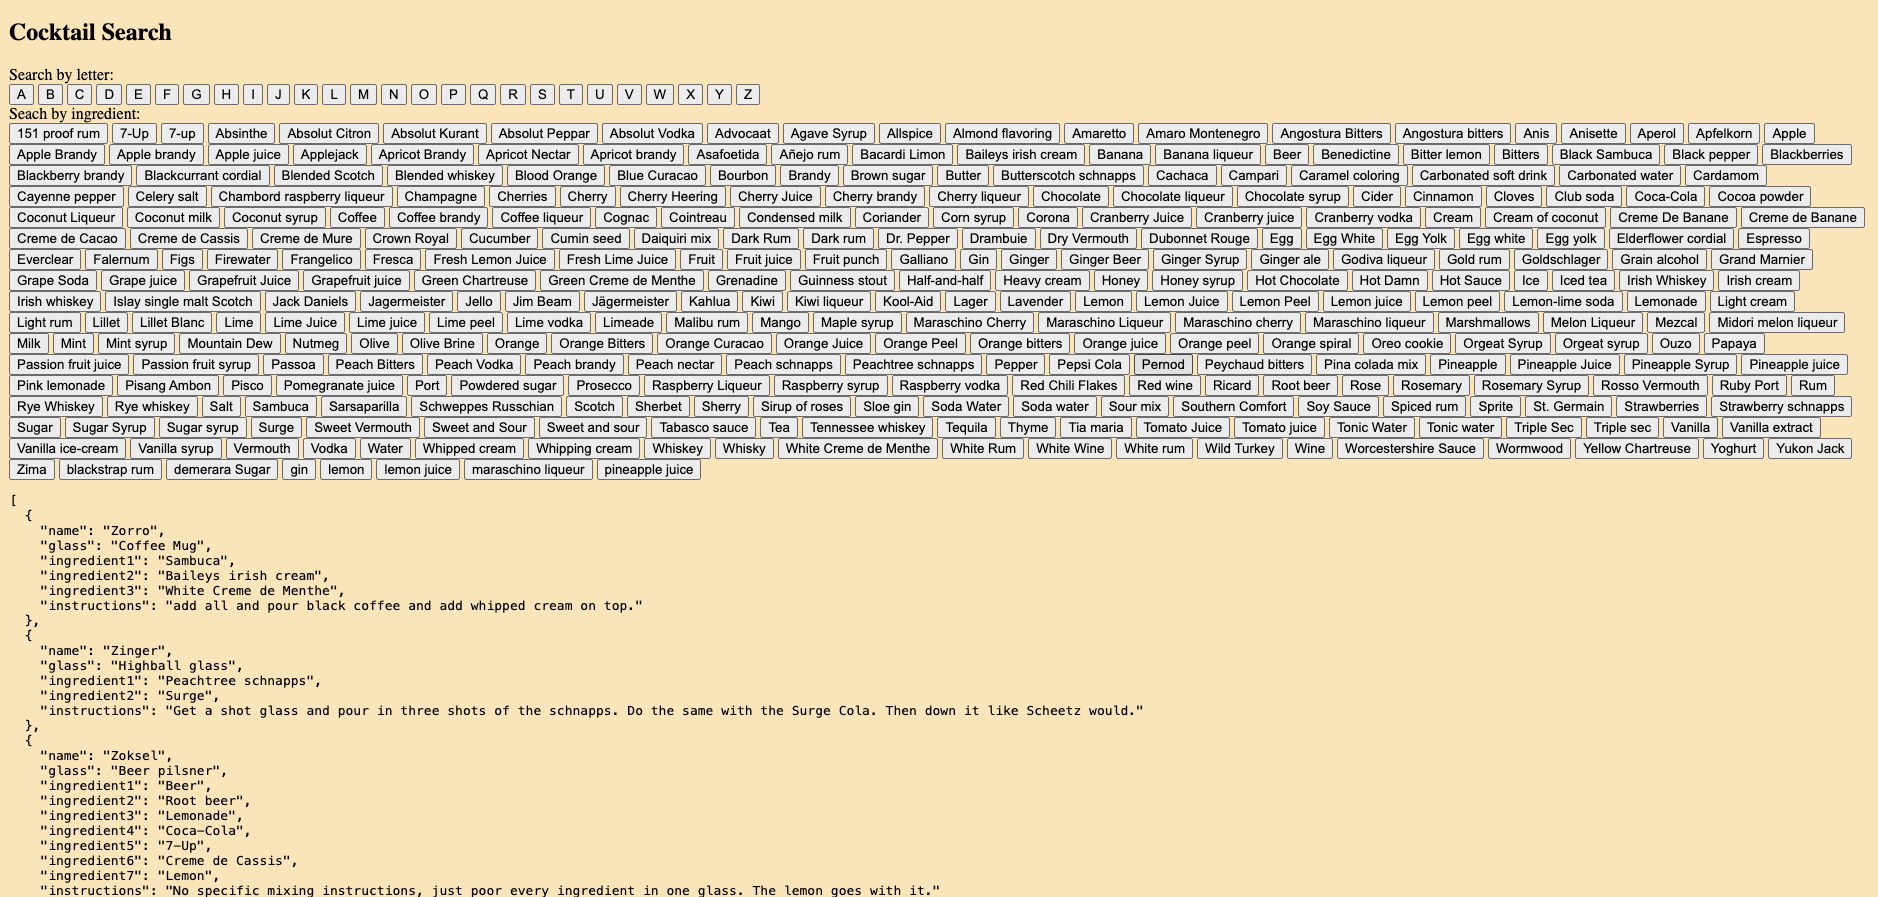 Cocktail Search
Search by letter:
A B C D E F G H I J K L M N O P Q R S T U V W X Y Z
Seach by ingredient:
151 proof rum 7-Up 7-up Absinthe Absolut Citron Absolut Kurant Absolut Peppar Absolut Vodka Advocaat Agave Syrup Allspice Almond flavoring Amaretto Amaro Montenegro Angostura Bitters Angostura bitters Anis Anisette Aperol Apfelkorn Apple
Apple Brandy Apple brandy Apple juice Applejack Apricot Brandy Apricot Nectar Apricot brandy Asafoetida Añejo rum Bacardi Limon Baileys irish cream Banana Banana liqueur Beer Benedictine Bitter lemon Bitters Black Sambuca Black pepper Blackberries
Blackberry brandy Blackcurrant cordial Blended Scotch Blended whiskey Blood Orange Blue Curacao Bourbon Brandy Brown sugar Butter Butterscotch schnapps Cachaca Campari Caramel coloring Carbonated soft drink Carbonated water Cardamom
Cayenne pepper Celery salt Chambord raspberry liqueur Champagne Cherries Cherry Cherry Heering Cherry Juice Cherry brandy Cherry liqueur Chocolate Chocolate liqueur Chocolate syrup Cider Cinnamon Cloves Club soda Coca-Cola Cocoa powder
Coconut Liqueur Coconut milk Coconut syrup Coffee Coffee brandy Coffee liqueur Cognac Cointreau Condensed milk Coriander Corn syrup Corona Cranberry Juice Cranberry juice Cranberry vodka Cream Cream of coconut Creme De Banane Creme de Banane
Creme de Cacao Creme de Cassis Creme de Mure Crown Royal Cucumber Cumin seed Daiquiri mix Dark Rum Dark rum Dr. Pepper Drambuie Dry Vermouth Dubonnet Rouge Egg Egg White Egg Yolk Egg white Egg yolk Elderflower cordial Espresso
Everclear Falernum Figs Firewater Frangelico Fresca Fresh Lemon Juice Fresh Lime Juice Fruit Fruit juice Fruit punch Galliano Gin Ginger Ginger Beer Ginger Syrup Ginger ale Godiva liqueur Gold rum Goldschlager Grain alcohol Grand Marnier
Grape Soda Grape juice Grapefruit Juice Grapefruit juice Green Chartreuse Green Creme de Menthe Grenadine Guinness stout Half-and-half Heavy cream Honey Honey syrup Hot Chocolate Hot Damn Hot Sauce Ice Iced tea Irish Whiskey Irish cream
Irish whiskey Islay single malt Scotch Jack Daniels Jagermeister Jello Jim Beam Jägermeister Kahlua Kiwi Kiwi liqueur Kool-Aid Lager Lavender Lemon Lemon Juice Lemon Peel Lemon juice Lemon peel Lemon-lime soda Lemonade Light cream
Light rum Lillet Lillet Blanc Lime Lime Juice Lime juice Lime peel Lime vodka Limeade Malibu rum Mango Maple syrup Maraschino Cherry Maraschino Liqueur Maraschino cherry Maraschino liqueur Marshmallows Melon Liqueur Mezcal Midori melon liqueur
Milk Mint Mint syrup Mountain Dew Nutmeg Olive Olive Brine Orange Orange Bitters Orange Curacao Orange Juice Orange Peel Orange bitters Orange juice Orange peel Orange spiral Oreo cookie Orgeat Syrup Orgeat syrup Ouzo Papaya
Passion fruit juice Passion fruit syrup Passoa Peach Bitters Peach Vodka Peach brandy Peach nectar Peach schnapps Peachtree schnapps Pepper Pepsi Cola Pernod Peychaud bitters Pina colada mix Pineapple Pineapple Juice Pineapple Syrup Pineapple juice
Pink lemonade Pisang Ambon Pisco Pomegranate juice Port Powdered sugar Prosecco Raspberry Liqueur Raspberry syrup Raspberry vodka Red Chili Flakes Red wine Ricard Root beer Rose Rosemary Rosemary Syrup Rosso Vermouth Ruby Port Rum
Rye Whiskey Rye whiskey Salt Sambuca Sarsaparilla Schweppes Russchian Scotch Sherbet Sherry Sirup of roses Sloe gin Soda Water Soda water Sour mix Southern Comfort Soy Sauce Spiced rum Sprite St. Germain Strawberries Strawberry schnapps
Sugar Sugar Syrup Sugar syrup Surge Sweet Vermouth Sweet and Sour Sweet and sour Tabasco sauce Tea Tennessee whiskey Tequila Thyme Tia maria Tomato Juice Tomato juice Tonic Water Tonic water Triple Sec Triple sec Vanilla Vanilla extract
Vanilla ice-cream Vanilla syrup Vermouth Vodka Water Whipped cream Whipping cream Whiskey Whisky White Creme de Menthe White Rum White Wine White rum Wild Turkey Wine Worcestershire Sauce Wormwood Yellow Chartreuse Yoghurt Yukon Jack
Zima blackstrap rum demerara Sugar gin lemon lemon juice maraschino liqueur pineapple juice
[
{
"name": "Zorro",
"glass": "Coffee Mug",
"ingredient1": "Sambuca",
"ingredient2": "Baileys irish cream",
"ingredient3": "White Creme de Menthe",
"instructions": "add all and pour black coffee and add whipped cream on top."
},
{
"name": "Zinger",
"glass": "Highball glass",
"ingredient1": "Peachtree schnapps",
"ingredient2": "Surge",
"instructions": "Get a shot glass and pour in three shots of the schnapps. Do the same with the Surge Cola. Then down it like Scheetz would."
},
{
"name": "Zoksel",
"glass": "Beer pilsner",
"ingredient1": "Beer",
"ingredient2": "Root beer",
"ingredient3": "Lemonade",
"ingredient4": "Coca-Cola",
"ingredient5": "7-Up",
"ingredient6": "Creme de Cassis",
"ingredient7": "Lemon",
"instructions": "No specific mixing instructions, just poor every ingredient in one glass. The lemon goes with it."